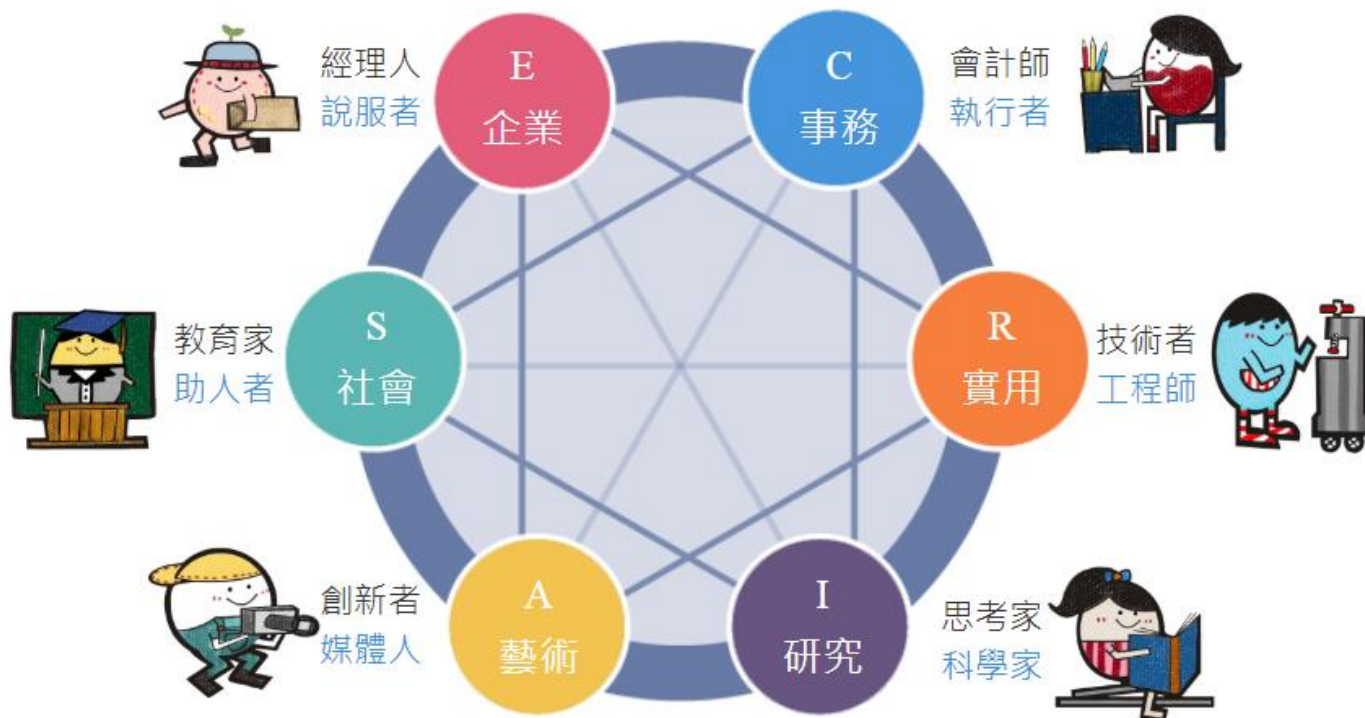 經理人
說服者
E
企業
C
事務
會計師
執行者
教育家
助人者
S
社會
R
實用
技術者
工程師
創新者
媒體人
A
藝術
I
研究
思考家
科學家